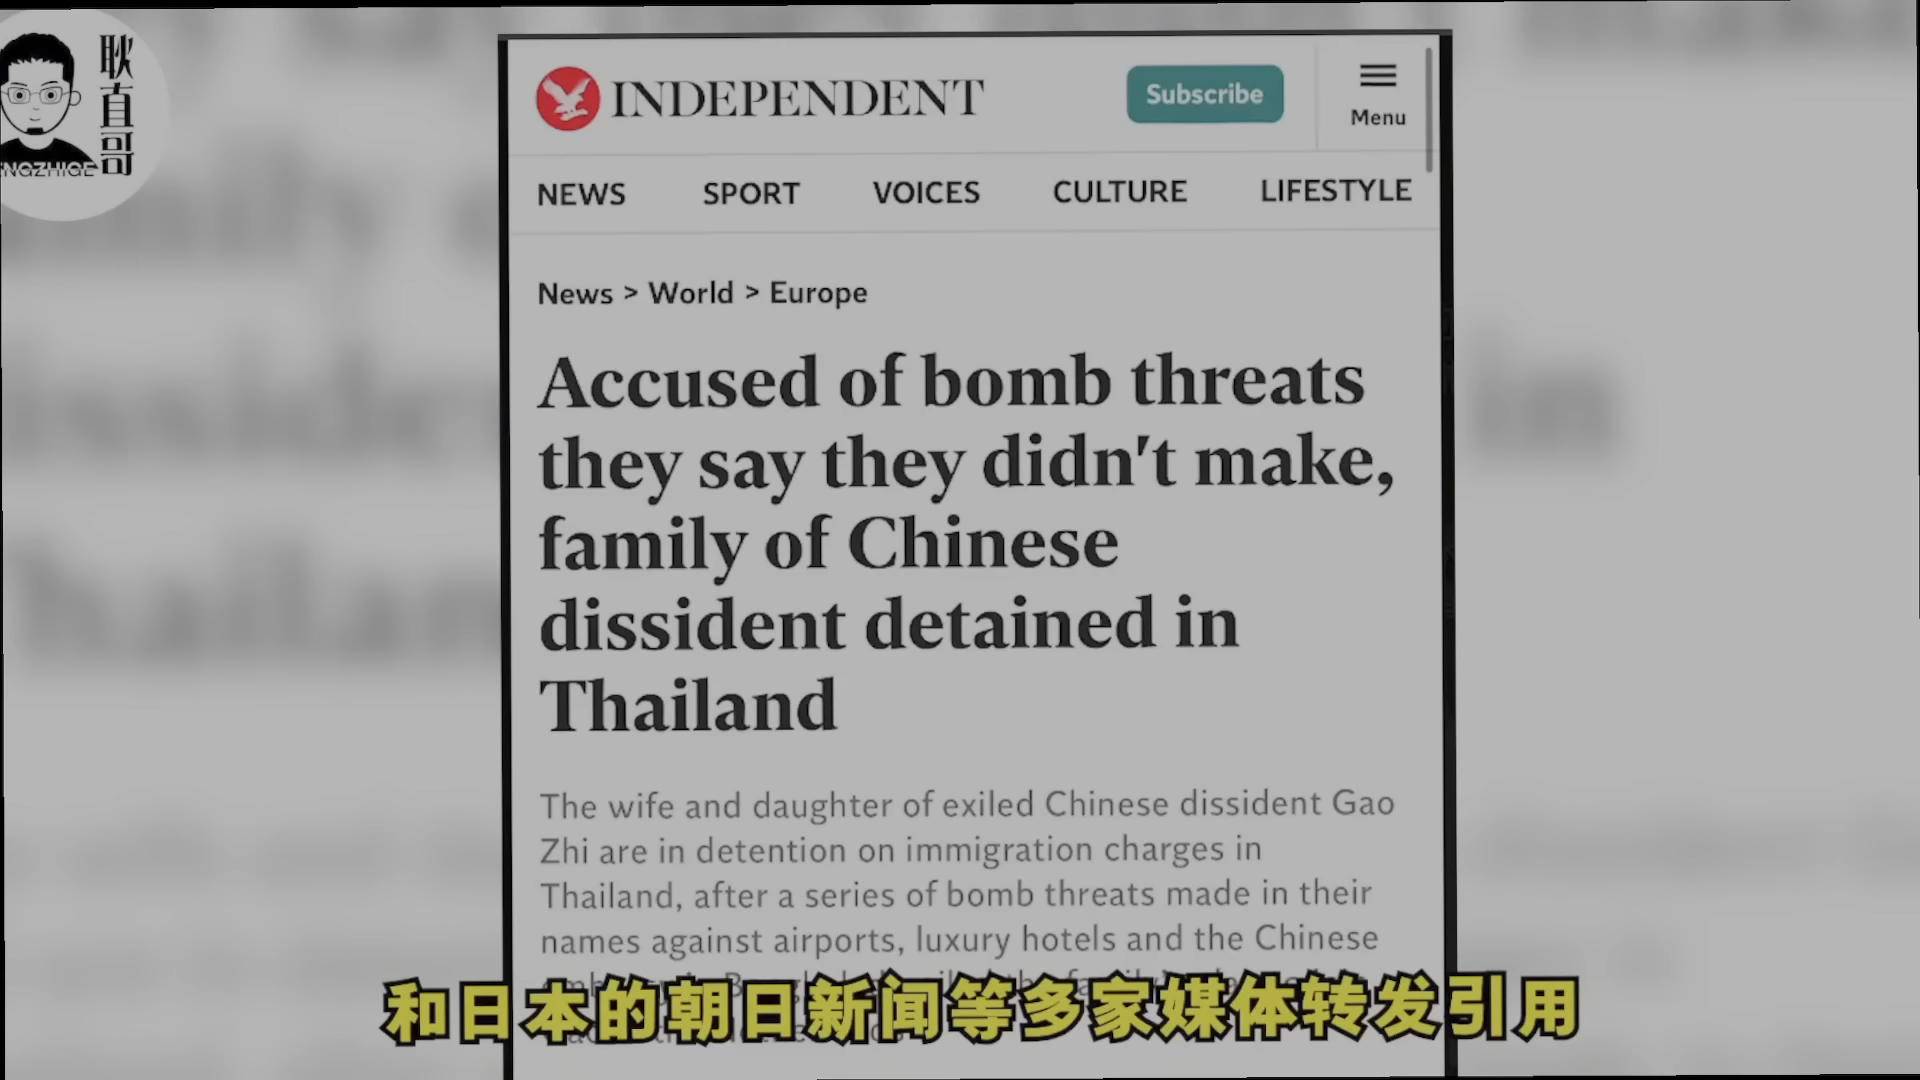 耿直哥
INDEPENDENT
Subscribe
Menu
NEWS SPORT VOICES CULTURE LIFESTYLE
News > World > Europe
Accused of bomb threats
they say they didn't make,
family of Chinese
dissident detained in
Thailand
The wife and daughter of exiled Chinese dissident Gao
Zhi are in detention on immigration charges in
Thailand, after a series of bomb threats made in their
names against airports, luxury hotels and the Chinese
和日本的朝日新闻等多家媒体转发引用